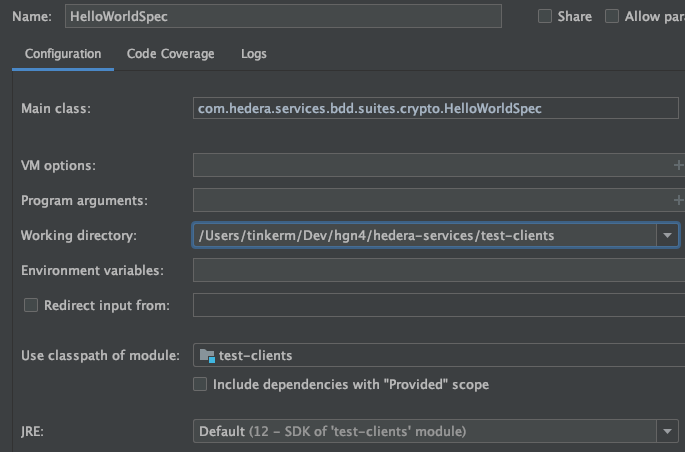 Name: HelloWorldSpec Share Allow para
Configuration Code Coverage Logs
Main class: com.hedera.services.bdd.suites.crypto.HelloWorldSpec
VM options:
Program arguments:
Working directory: /Users/tinkerm/Dev/hgn4/hedera-services/test-clients
Environment variables:
Redirect input from:
Use classpath of module: test-clients
Include dependencies with "Provided" scope
JRE: Default (12 – SDK of 'test-clients' module)